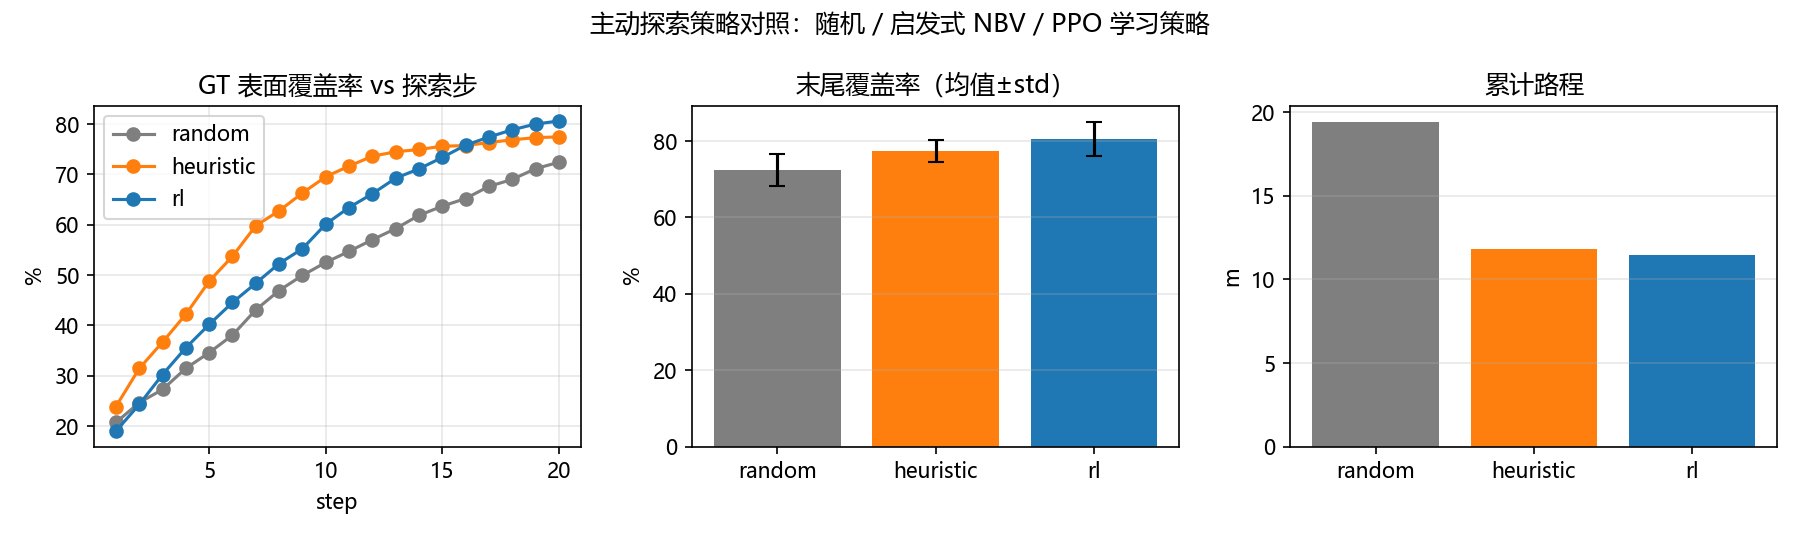 主动探索策略对照：随机 / 启发式 NBV / PPO 学习策略
GT 表面覆盖率 vs 探索步
80
70
60
50
40
30
20
%
random
heuristic
rl
5 10 15 20
step
末尾覆盖率（均值±std）
80
60
40
20
0
%
random heuristic rl
累计路程
20
15
10
5
0
m
random heuristic rl